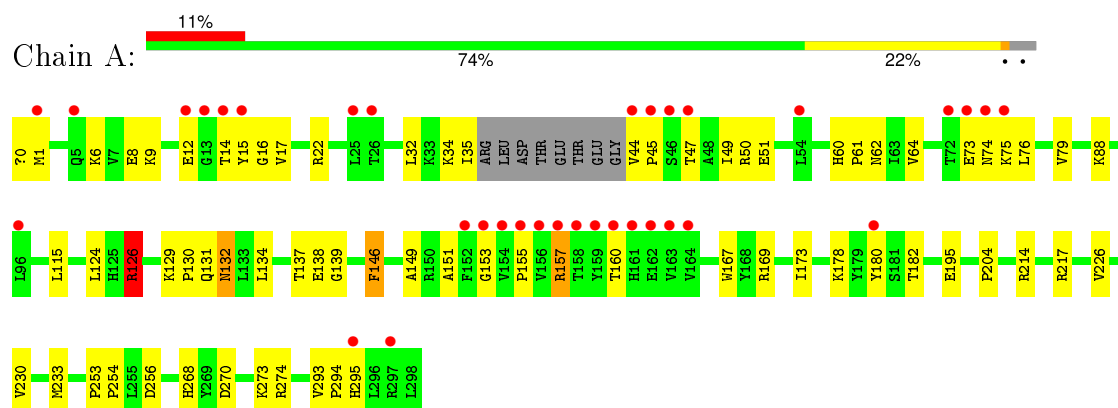 11%
Chain A:
74% 22% • •
?0 M1 Q5 K6 V7 E8 K9 E12 G13 T14 Y15 G16 V17 R22 L25 T26 L32 K33 K34 I35 ARG LEU ASP THR GLU THR GLU GLY V44 P45 S46 T47 A48 I49 R50 E51 L54 H60 P61 N62 I63 V64 T72 E73 N74 K75 L76 V79 K88
L96 L115 L124 H125 R126 K129 P130 Q131 N132 L133 L134 T137 E138 G139 F146 A149 R150 A151 F152 G153 V154 P155 V156 R157 T158 Y159 T160 H161 E162 V163 V164 W167 Y168 R169 I173 K178 Y179 Y180 S181 T182 E195 P204 R214 R217 V226
V230 M233 P253 P254 L255 D256 H268 Y269 D270 K273 R274 V293 P294 H295 L296 R297 L298